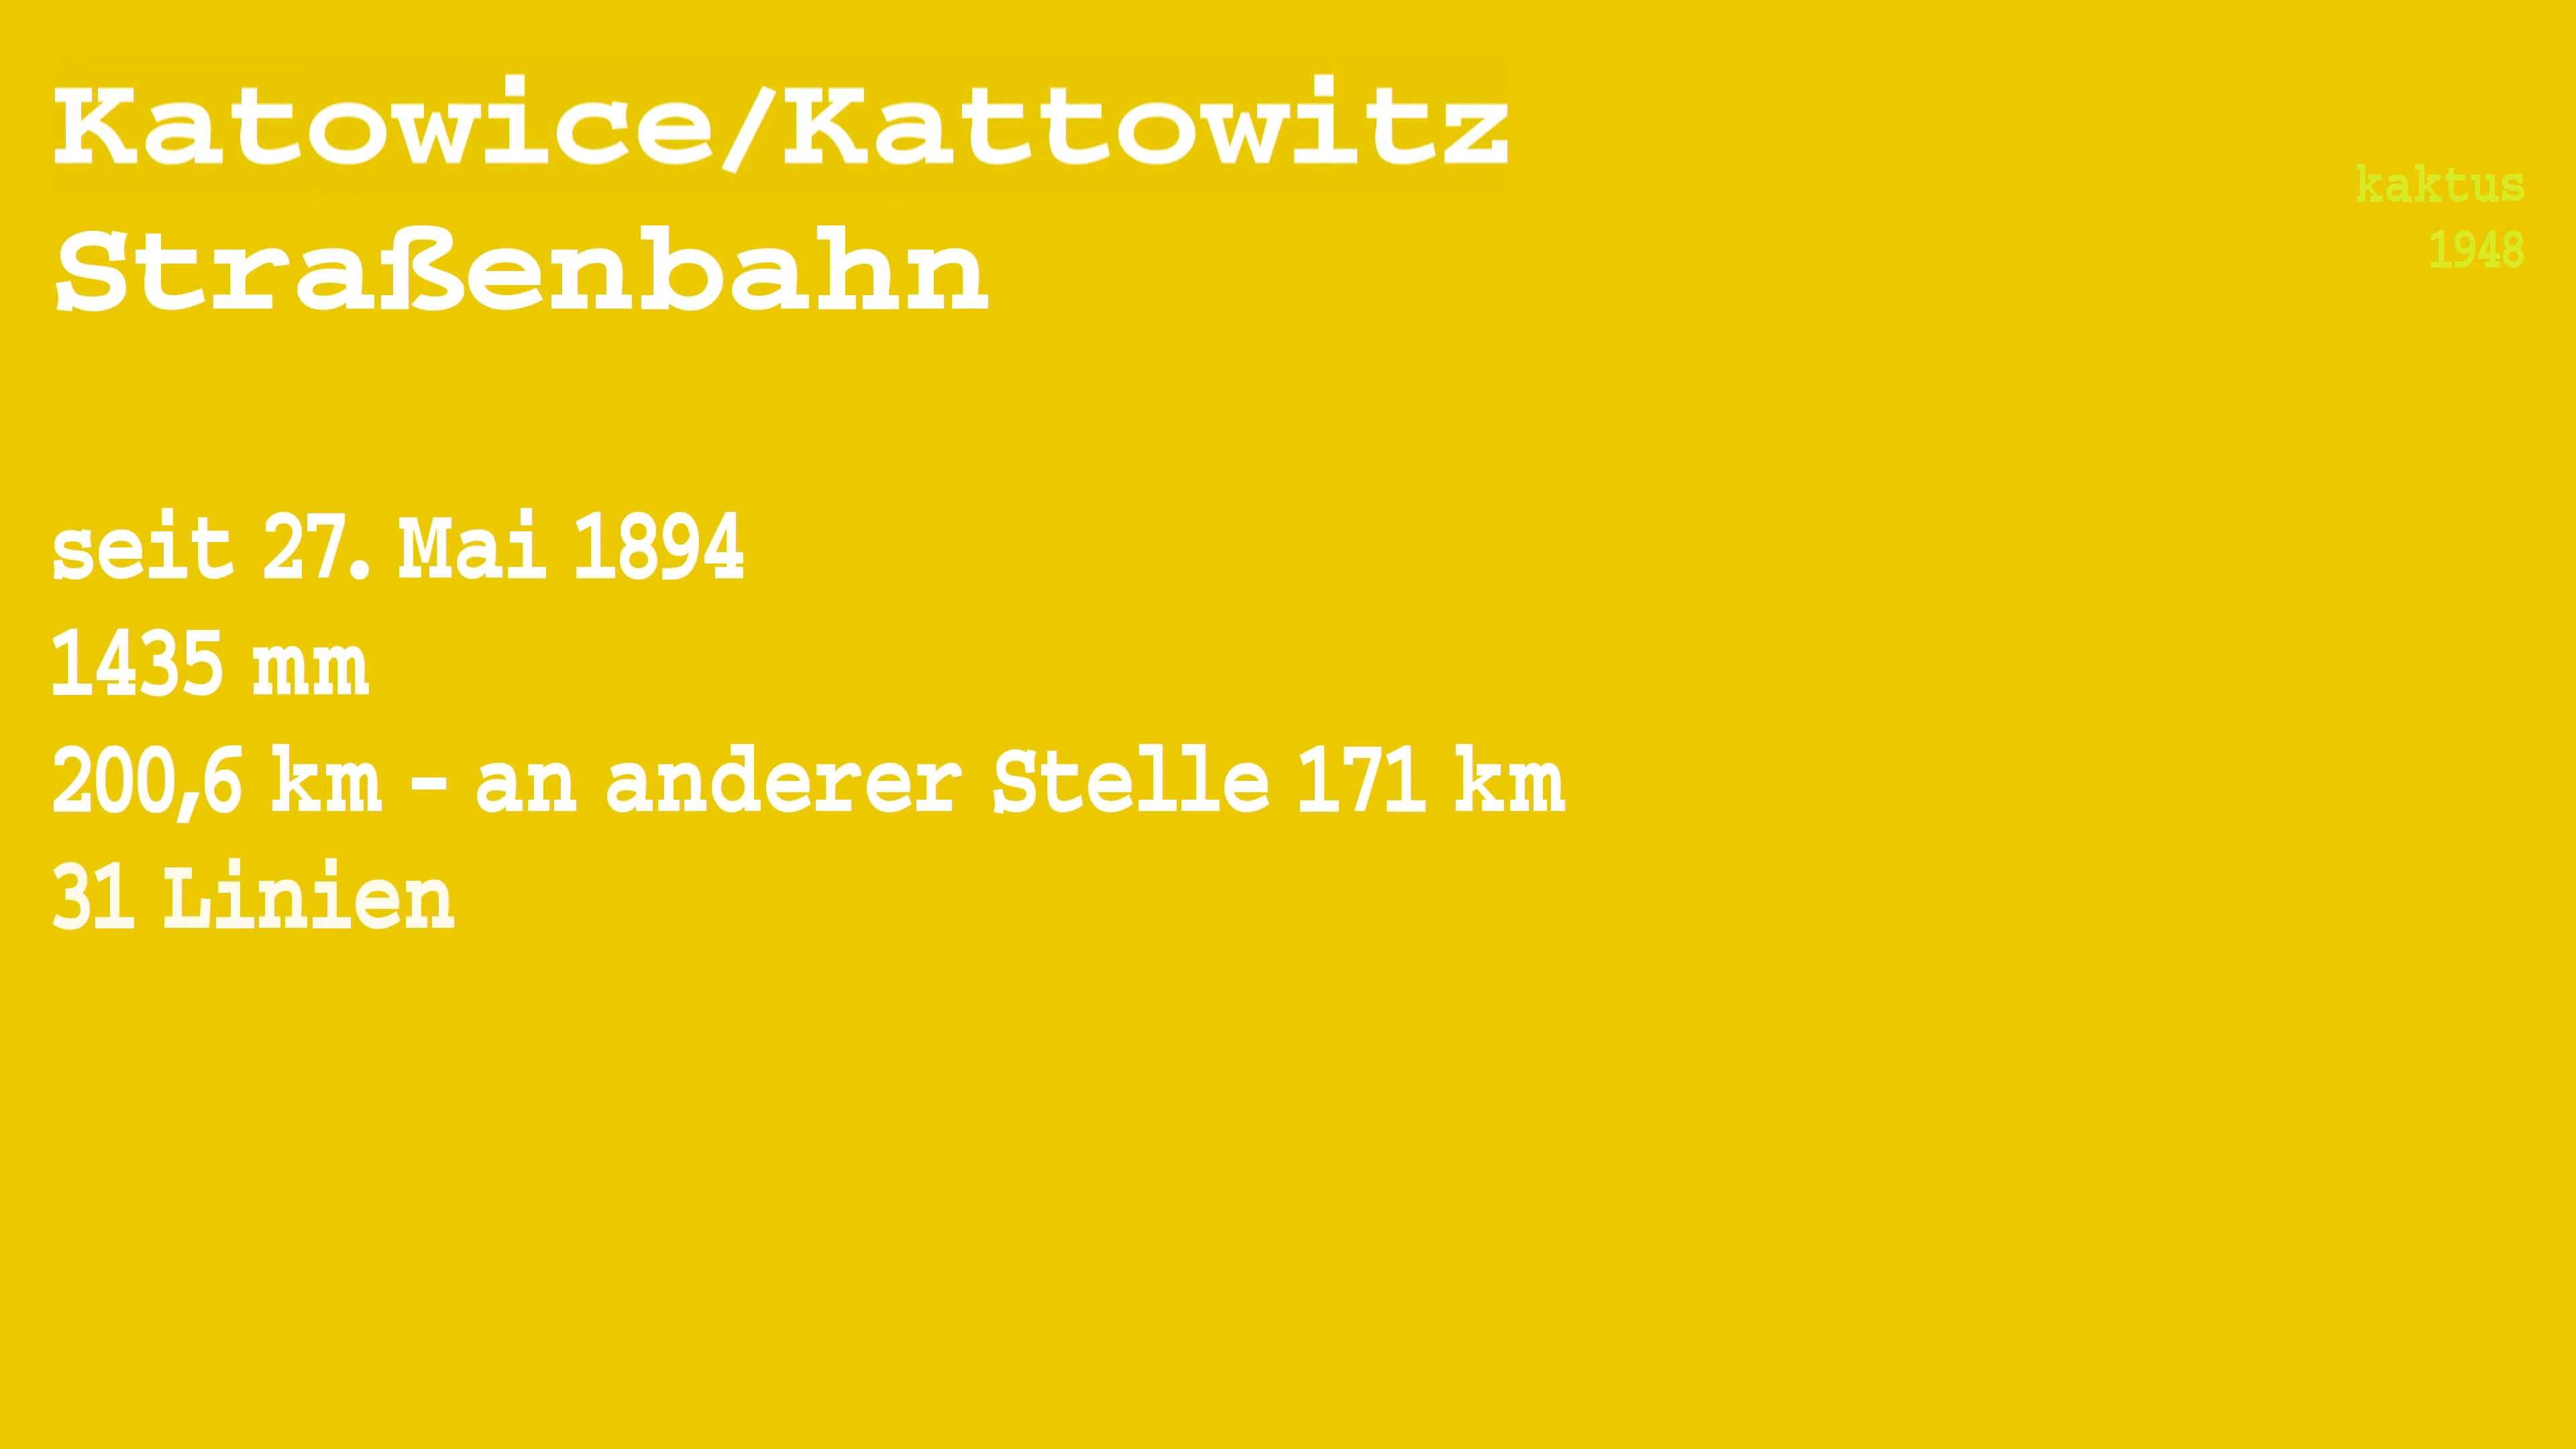 Katowice/Kattowitz
Straßenbahn
kaktus
1948
seit 27. Mai 1894
1435 mm
200,6 km - an anderer Stelle 171 km
31 Linien